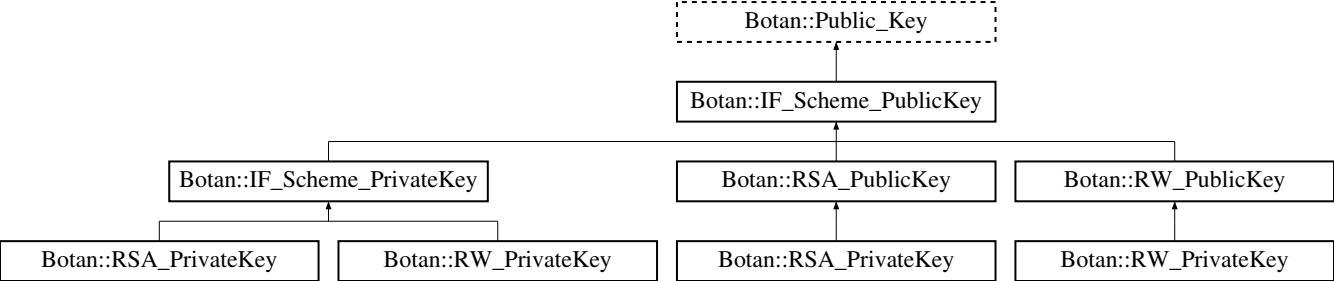 Botan::Public_Key
Botan::IF_Scheme_PublicKey
Botan::IF_Scheme_PrivateKey
Botan::RSA_PublicKey
Botan::RW_PublicKey
Botan::RSA_PrivateKey
Botan::RW_PrivateKey
Botan::RSA_PrivateKey
Botan::RW_PrivateKey